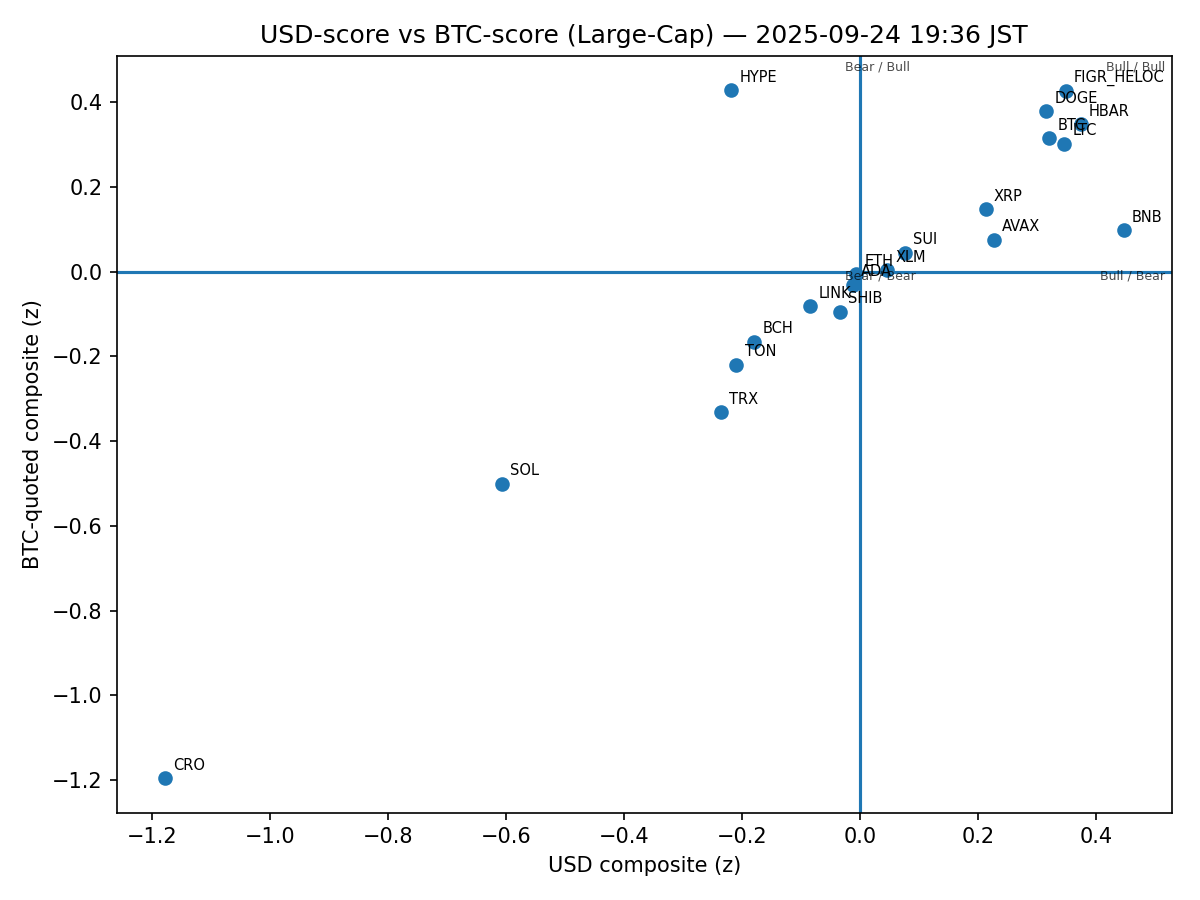 USD-score vs BTC-score (Large-Cap) — 2025-09-24 19:36 JST
Bear / Bull
Bull / Bull
HYPE
FIGR_HELOC
DOGE
HBAR
BTC
LTC
XRP
BNB
AVAX
SUI
XLM
ETH
ADA
Bear / Bear
Bull / Bear
LINK
SHIB
BCH
TON
TRX
SOL
CRO
0.4
0.2
0.0
−0.2
−0.4
−0.6
−0.8
−1.0
−1.2
BTC-quoted composite (z)
−1.2
−1.0
−0.8
−0.6
−0.4
−0.2
0.0
0.2
0.4
USD composite (z)